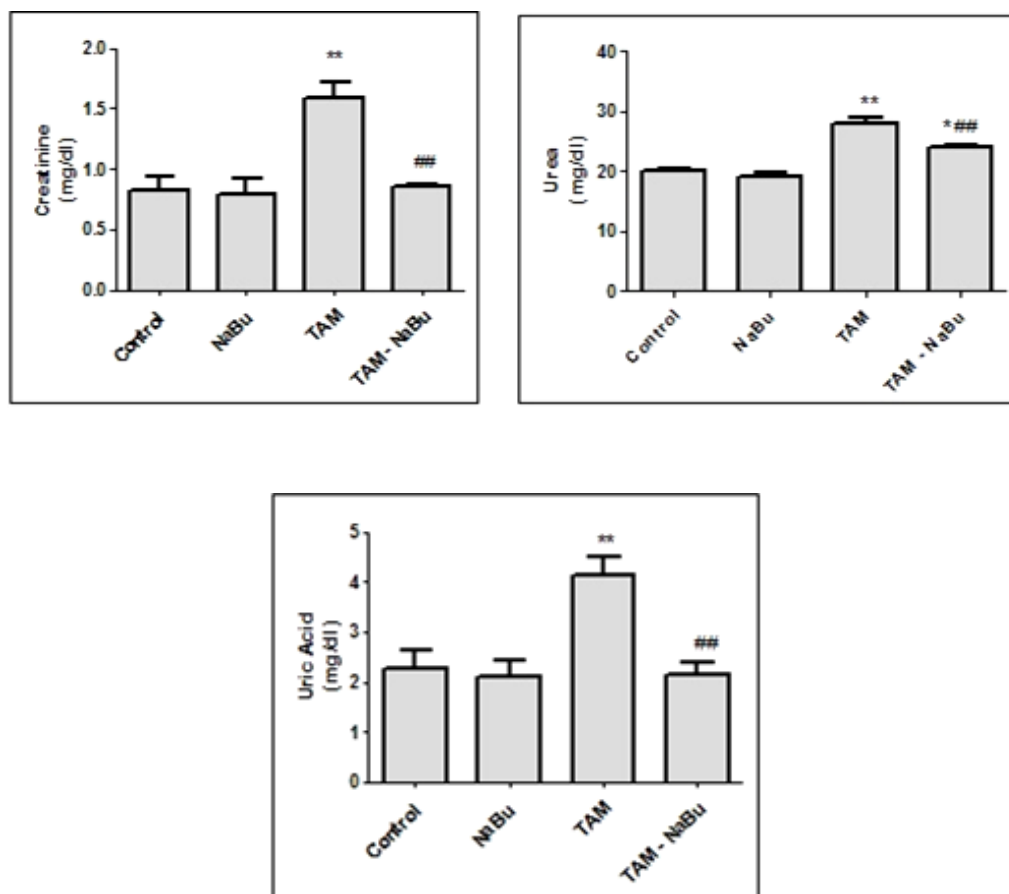 Creatinine
(mg/dl)
2.0
1.5
1.0
0.5
0.0
**
##
Control
NaBu
TAM
TAM - NaBu
Urea
(mg/dl)
40
30
20
10
0
**
*##
Control
NaBu
TAM
TAM - NaBu
Uric Acid
(mg/dl)
5
4
3
2
1
0
**
##
Control
NaBu
TAM
TAM - NaBu